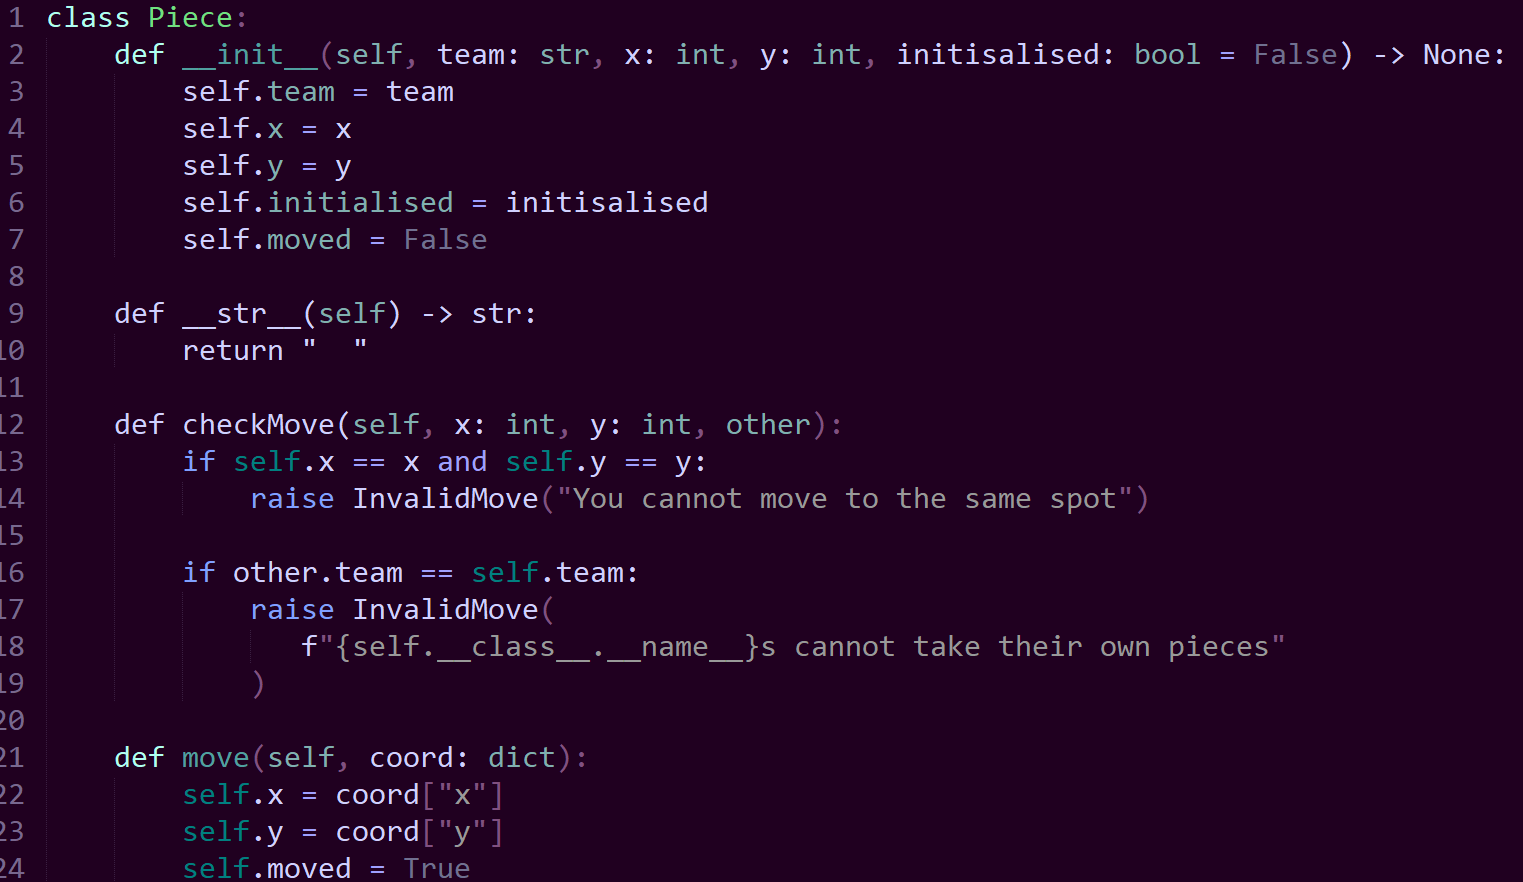 1 class Piece:
2     def __init__(self, team: str, x: int, y: int, initisalised: bool = False) -> None:
3         self.team = team
4         self.x = x
5         self.y = y
6         self.initialised = initisalised
7         self.moved = False
8
9     def __str__(self) -> str:
10         return "  "
11
12     def checkMove(self, x: int, y: int, other):
13         if self.x == x and self.y == y:
14             raise InvalidMove("You cannot move to the same spot")
15
16         if other.team == self.team:
17             raise InvalidMove(
18                f"{self.__class__.__name__}s cannot take their own pieces"
19             )
20
21     def move(self, coord: dict):
22         self.x = coord["x"]
23         self.y = coord["y"]
24         self.moved = True